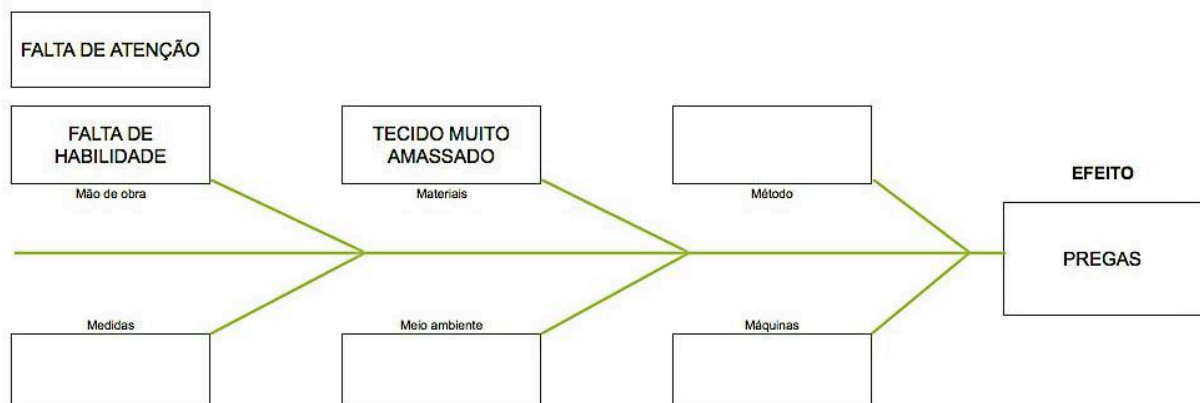 FALTA DE ATENÇÃO
FALTA DE
HABILIDADE
Mão de obra
TECIDO MUITO
AMASSADO
Materiais
Método
EFEITO
PREGAS
Medidas
Meio ambiente
Máquinas